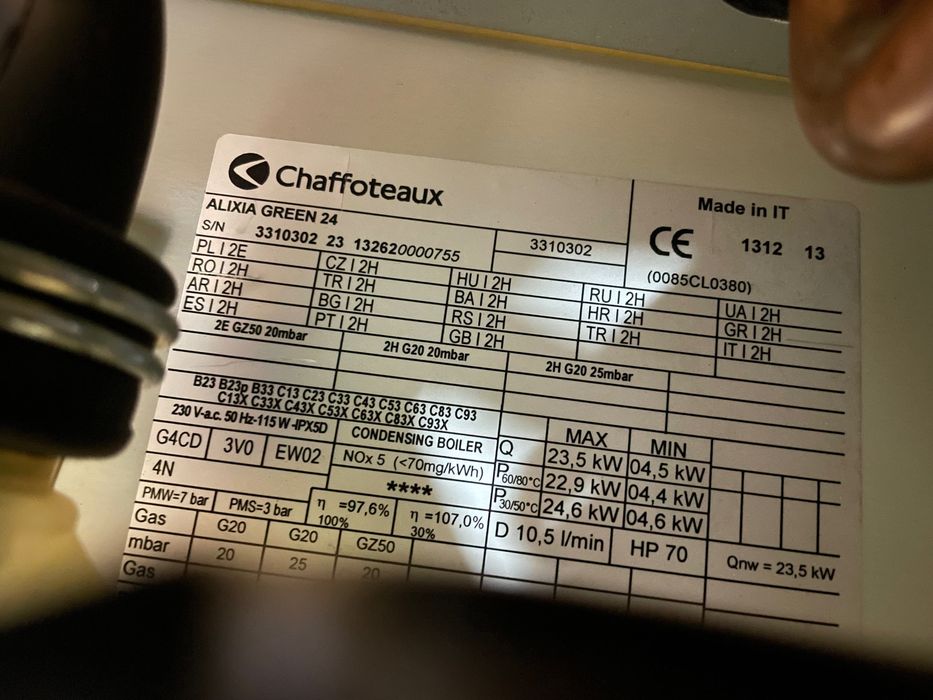 Chaffoteaux
Made in IT
ALIXIA GREEN 24
S/N 3310302 23 13262 0000755
3310302
CE 1312 13
(0085CL0380)
PL I 2E CZ I 2H HU I 2H RU I 2H UA I 2H
RO I 2H TR I 2H BA I 2H HR I 2H GR I 2H
AR I 2H BG I 2H RS I 2H TR I 2H IT I 2H
ES I 2H PT I 2H GB I 2H
2E GZ50 20mbar 2H G20 20mbar 2H G20 25mbar
B23 B23p B33 C13 C23 C33 C43 C53 C63 C83 C93
C13X C33X C43X C53X C63X C83X C93X
230 V-a.c. 50 Hz-115 W -IPX5D
CONDENSING BOILER
G4CD 3V0 EW02
NOx 5 (<70mg/kWh)
4N
****
PMW=7 bar PMS=3 bar η =97,6% 100% η =107,0% 30%
MAX MIN
Q 23,5 kW 04,5 kW
P60/80°C 22,9 kW 04,4 kW
P30/50°C 24,6 kW 04,6 kW
D 10,5 l/min HP 70 Qnw = 23,5 kW
Gas G20 G20 GZ50
mbar 20 25 20
Gas